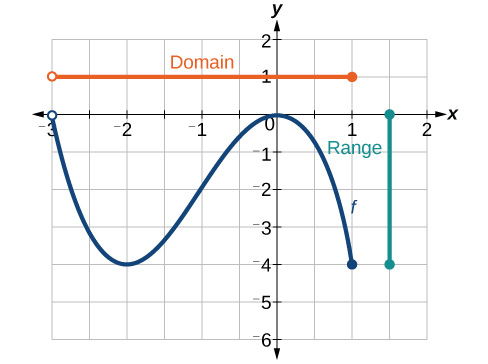 y
2
Domain
1
x
–3
–2
–1
0
1
2
–1
Range
–2
f
–3
–4
–5
–6